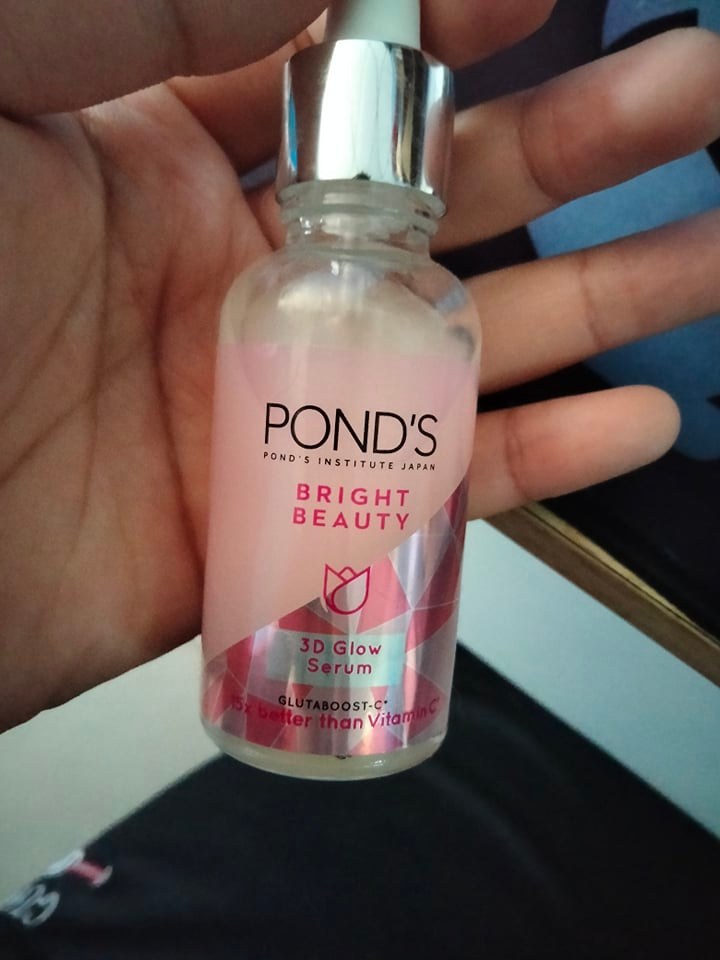 POND'S
POND'S INSTITUTE JAPAN
BRIGHT
BEAUTY
3D Glow
Serum
GLUTABOOST-C*
15x better than Vitamin C*